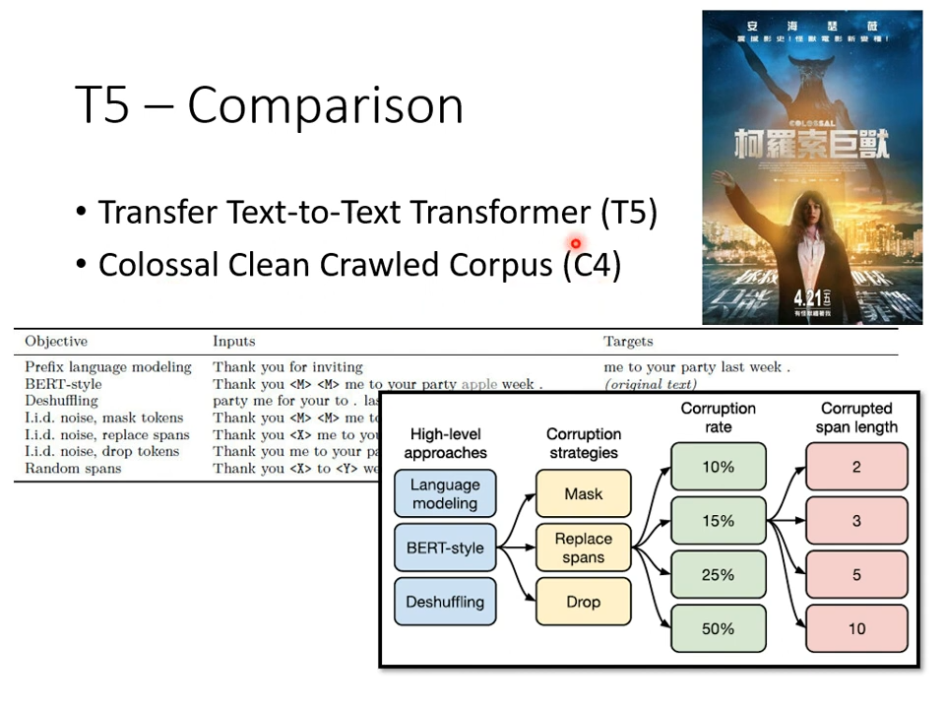 安海瑟薇
COLOSSAL
柯羅索巨獸
4.21
T5 – Comparison
• Transfer Text-to-Text Transformer (T5)
• Colossal Clean Crawled Corpus (C4)
Objective Inputs Targets
Prefix language modeling Thank you for inviting me to your party last week .
BERT-style Thank you <M> <M> me to your party apple week . (original text)
Deshuffling party me for your to . las
I.i.d. noise, mask tokens Thank you <M> <M> me to
I.i.d. noise, replace spans Thank you <X> me to you
I.i.d. noise, drop tokens Thank you me to your pa
Random spans Thank you <X> to <Y> we
High-level approaches
Corruption strategies
Corruption rate
Corrupted span length
Language modeling
BERT-style
Deshuffling
Mask
Replace spans
Drop
10%
15%
25%
50%
2
3
5
10